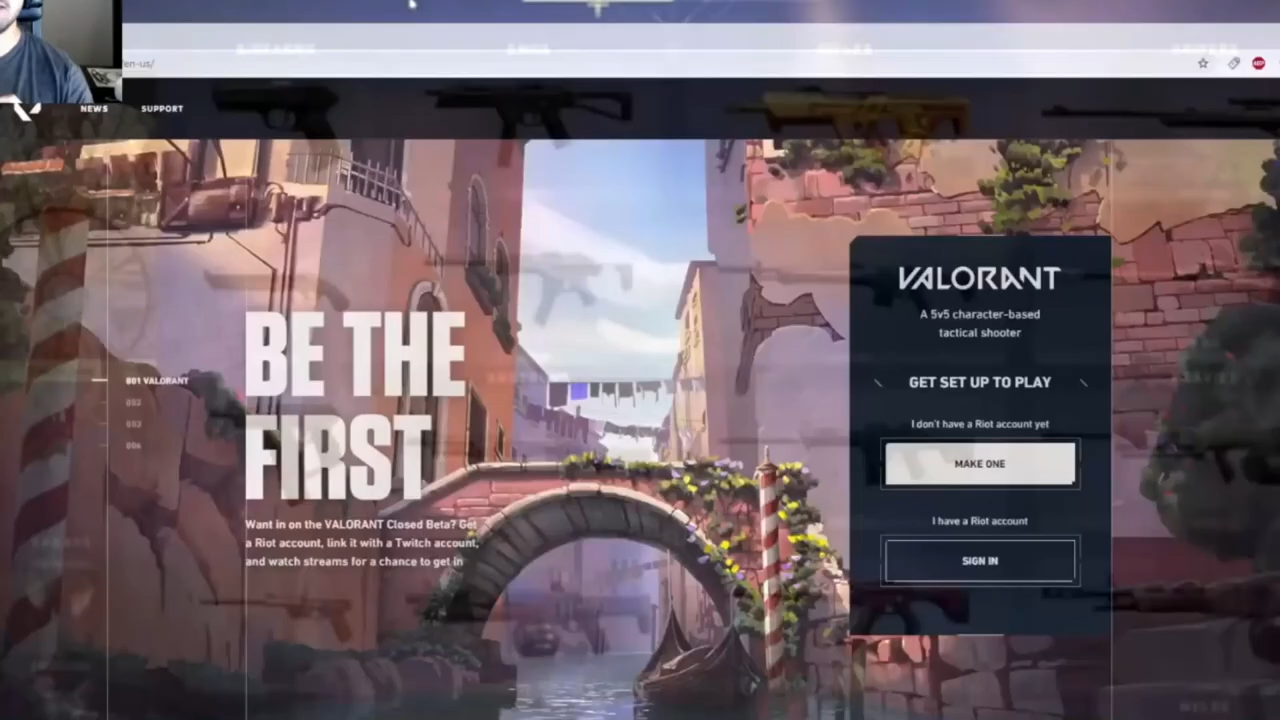 en-us/
NEWS
SUPPORT
VALORANT
A 5v5 character-based
tactical shooter
BE THE
FIRST
001 VALORANT
002
003
004
GET SET UP TO PLAY
I don't have a Riot account yet
MAKE ONE
Want in on the VALORANT Closed Beta? Get
a Riot account, link it with a Twitch account,
and watch streams for a chance to get in
I have a Riot account
SIGN IN